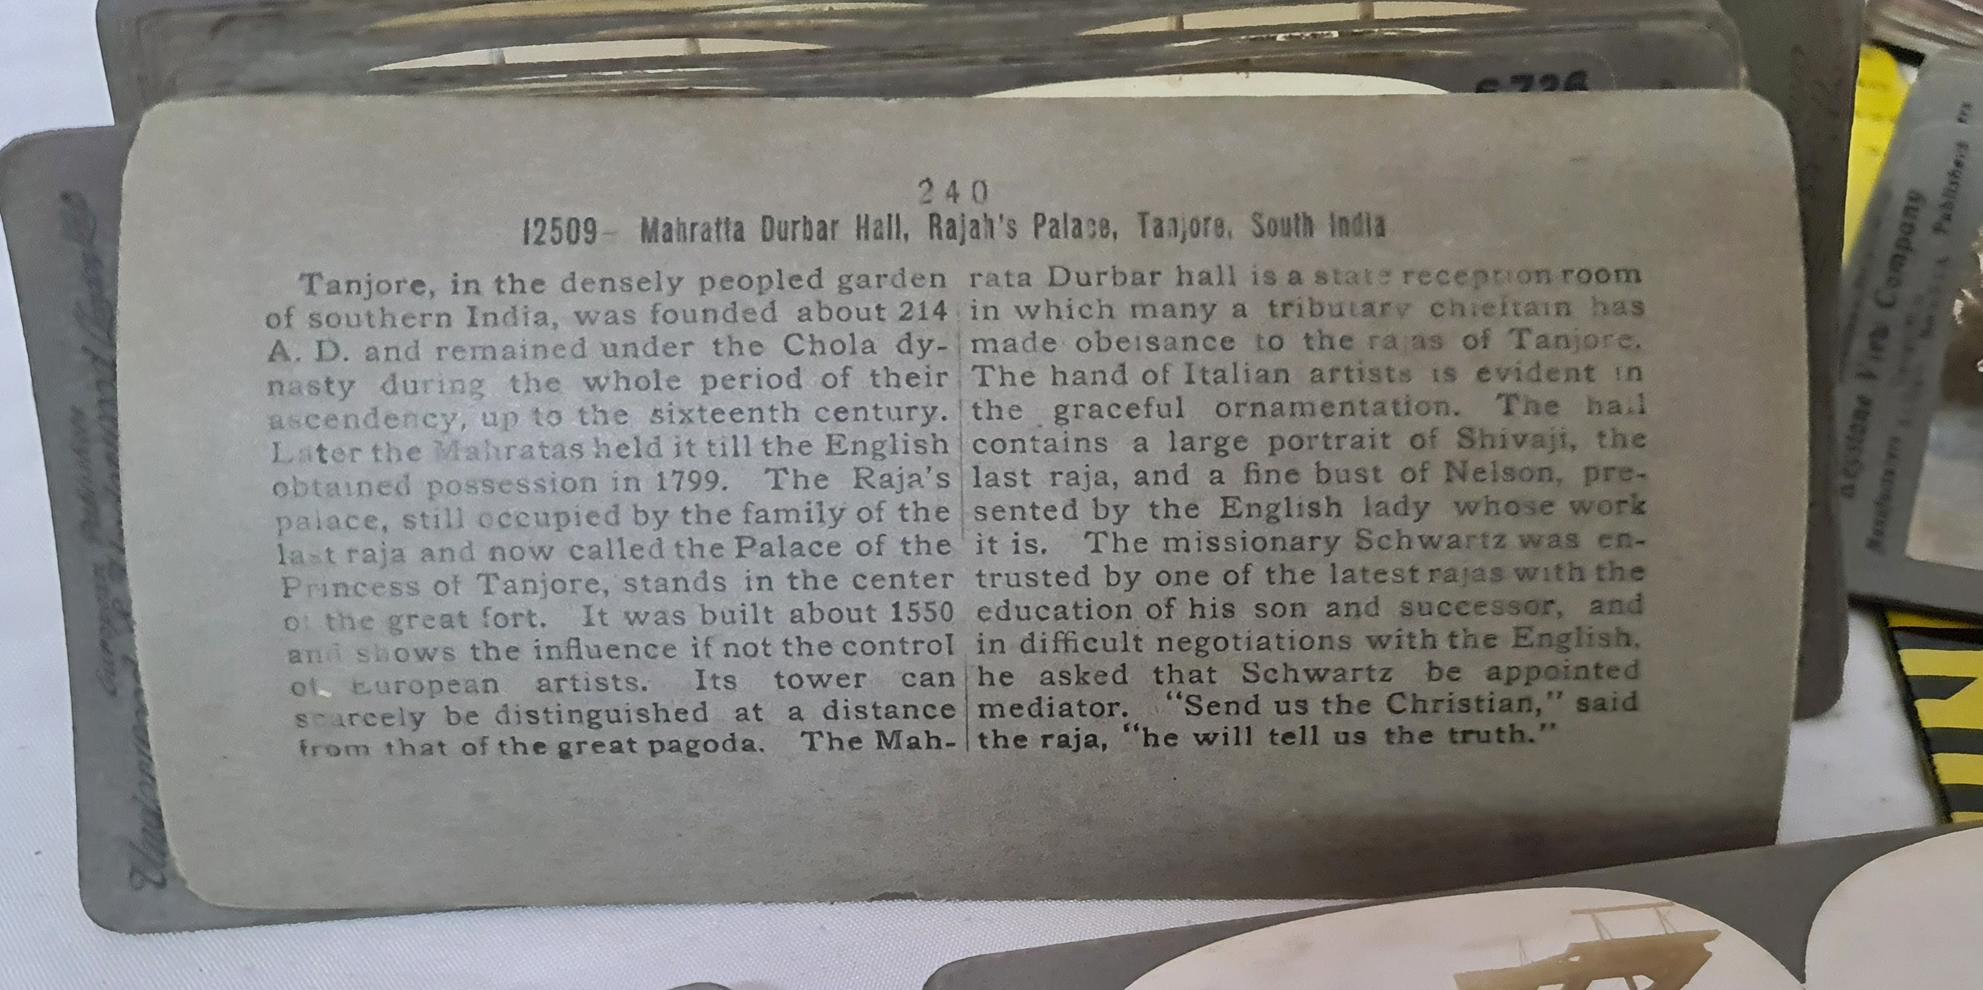 6736
240
12509- Mahratta Durbar Hall, Rajah's Palace, Tanjore, South India
Tanjore, in the densely peopled garden
of southern India, was founded about 214
A. D. and remained under the Chola dy-
nasty during the whole period of their
ascendency, up to the sixteenth century.
Later the Mahratas held it till the English
obtained possession in 1799. The Raja's
palace, still occupied by the family of the
last raja and now called the Palace of the
Princess of Tanjore, stands in the center
of the great fort. It was built about 1550
and shows the influence if not the control
of European artists. Its tower can
scarcely be distinguished at a distance
from that of the great pagoda. The Mah-
rata Durbar hall is a state reception room
in which many a tributary chieftain has
made obeisance to the rajas of Tanjore.
The hand of Italian artists is evident in
the graceful ornamentation. The hall
contains a large portrait of Shivaji, the
last raja, and a fine bust of Nelson, pre-
sented by the English lady whose work
it is. The missionary Schwartz was en-
trusted by one of the latest rajas with the
education of his son and successor, and
in difficult negotiations with the English,
he asked that Schwartz be appointed
mediator. "Send us the Christian," said
the raja, "he will tell us the truth."
Underwood & Underwood
Keystone View Company
Manufacturers Publishers